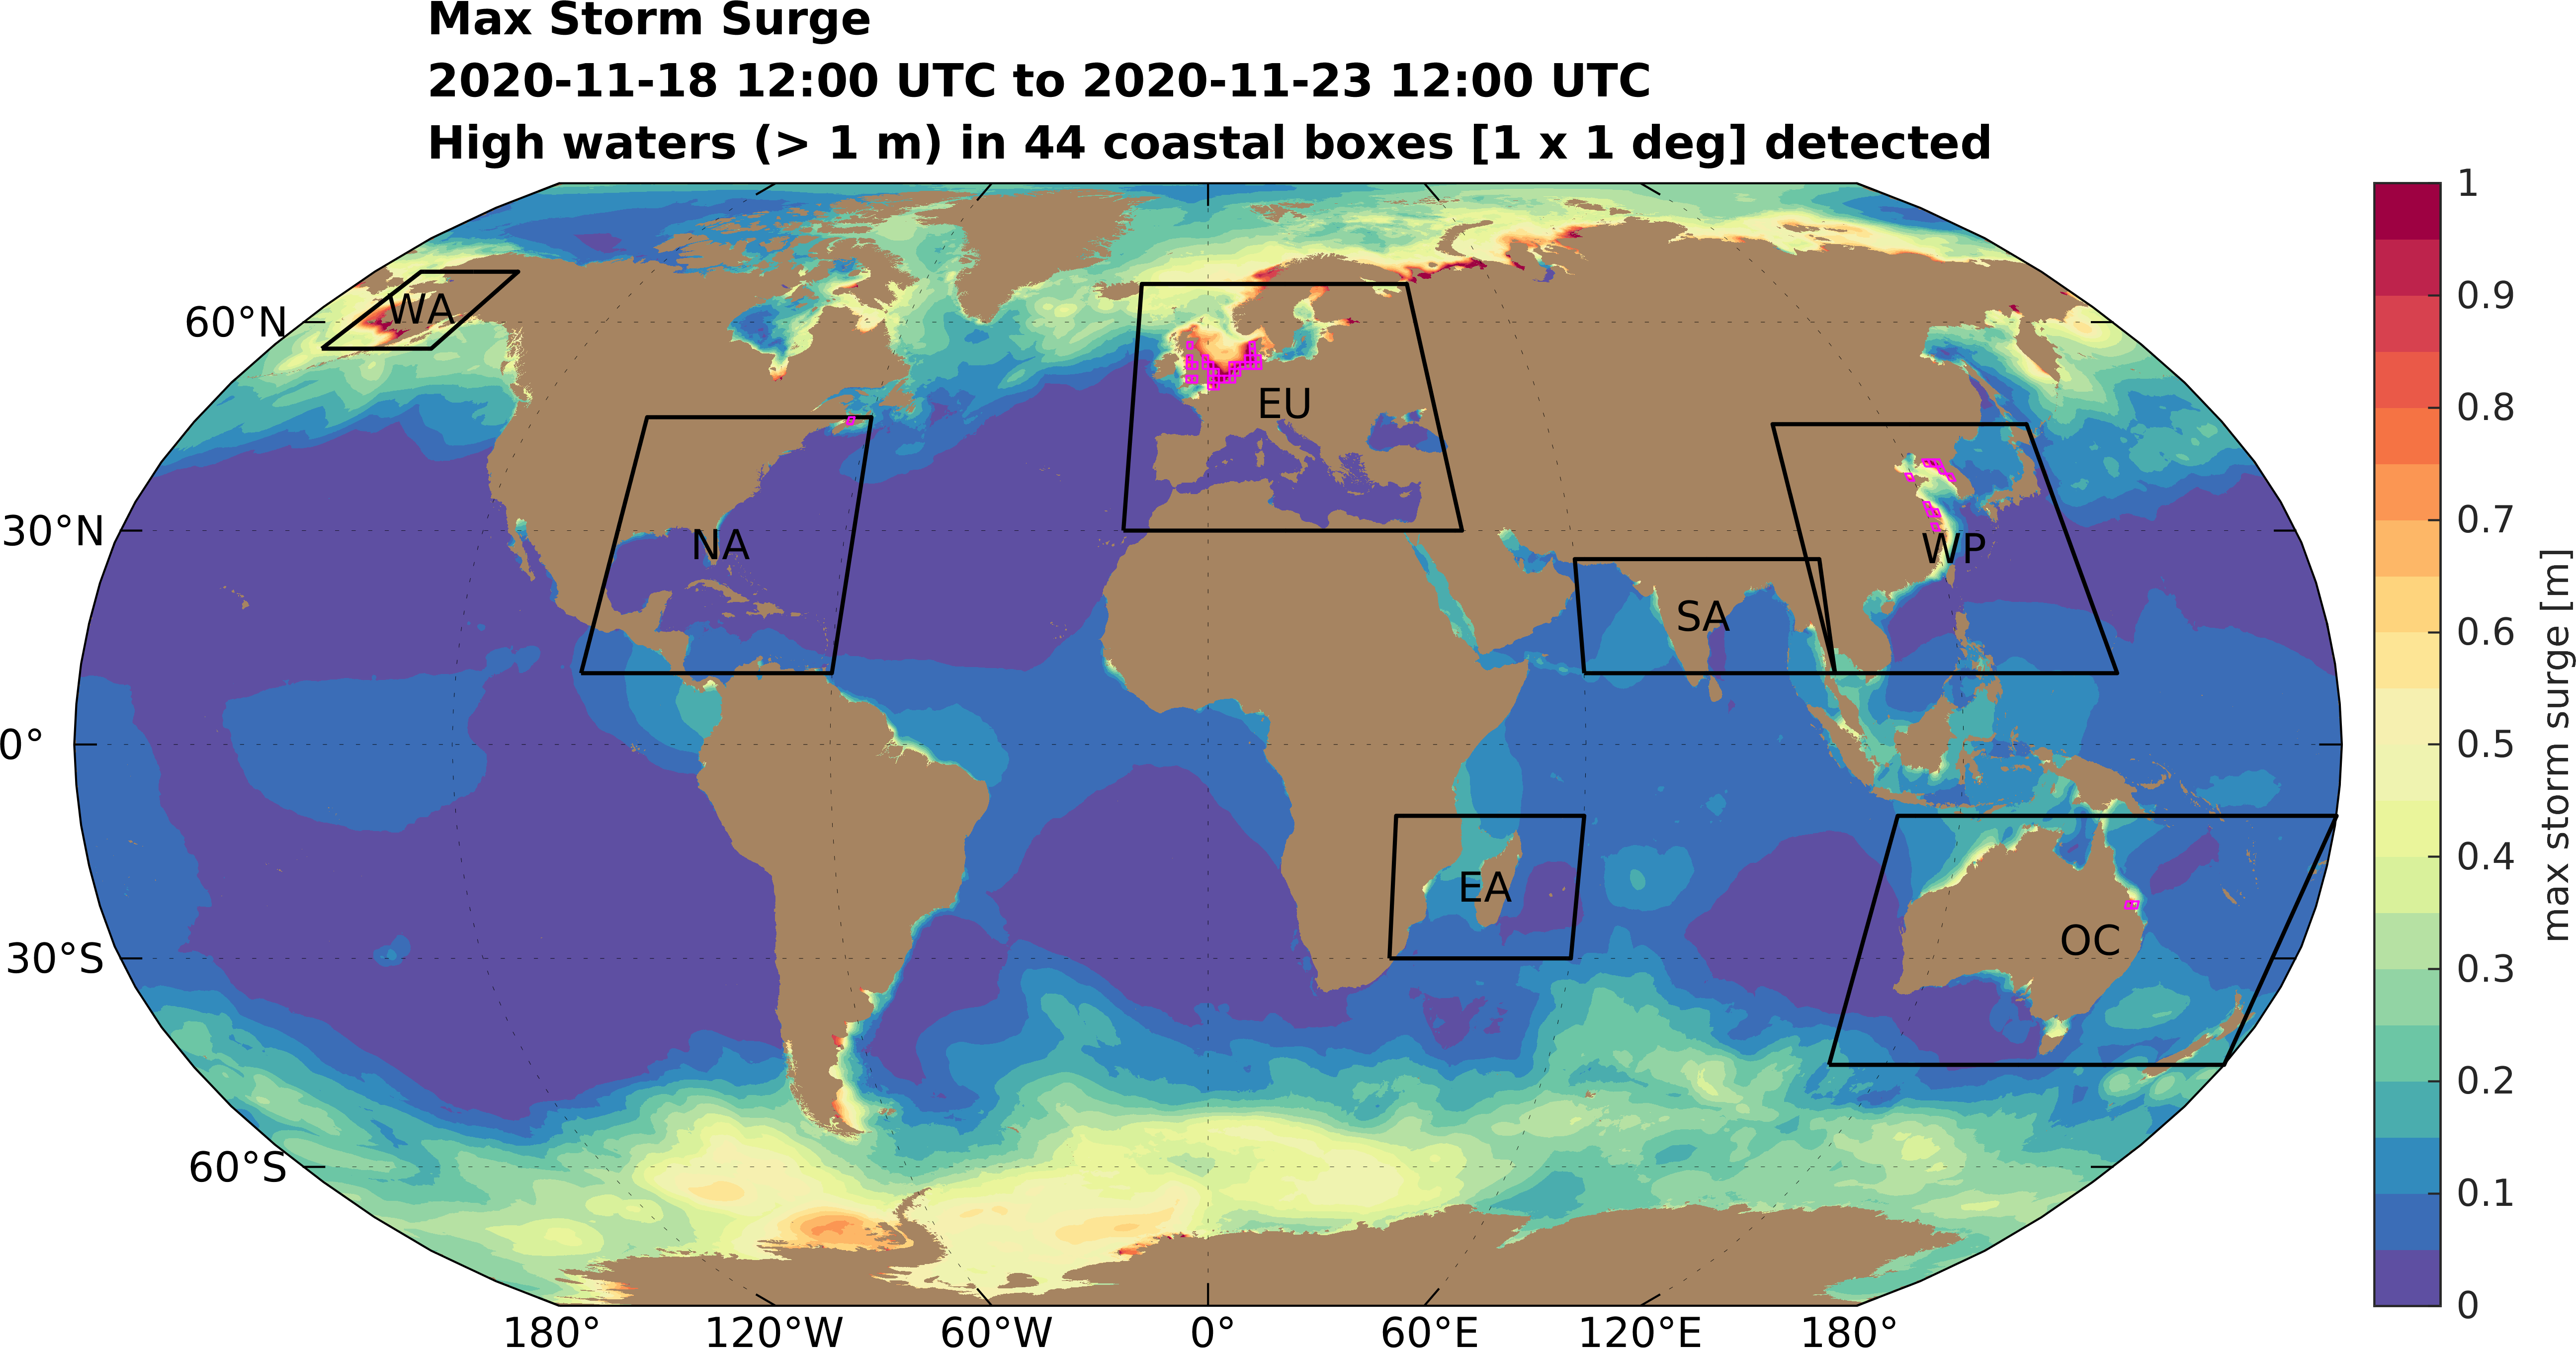 Max Storm Surge
2020-11-18 12:00 UTC to 2020-11-23 12:00 UTC
High waters (> 1 m) in 44 coastal boxes [1 x 1 deg] detected
60°N
30°N
0°
30°S
60°S
180°
120°W
60°W
0°
60°E
120°E
180°
WA
NA
EU
SA
WP
EA
OC
1
0.9
0.8
0.7
0.6
0.5
0.4
0.3
0.2
0.1
0
max storm surge [m]